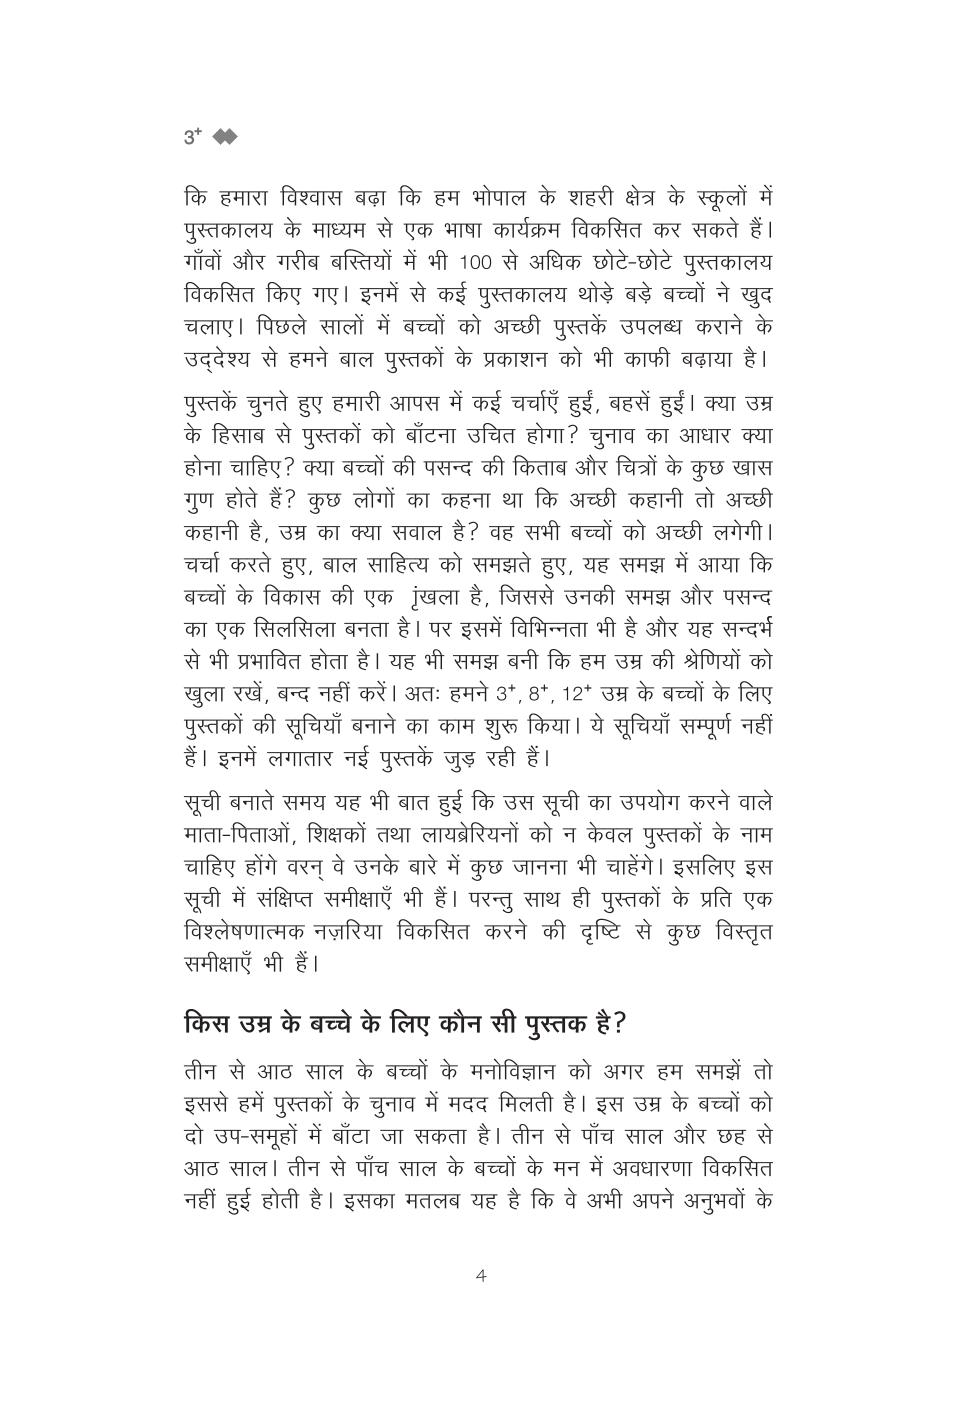 3⁺
कि हमारा विश्वास बढ़ा कि हम भोपाल के शहरी क्षेत्र के स्कूलों में
पुस्तकालय के माध्यम से एक भाषा कार्यक्रम विकसित कर सकते हैं।
गाँवों और गरीब बस्तियों में भी 100 से अधिक छोटे-छोटे पुस्तकालय
विकसित किए गए। इनमें से कई पुस्तकालय थोड़े बड़े बच्चों ने खुद
चलाए। पिछले सालों में बच्चों को अच्छी पुस्तकें उपलब्ध कराने के
उद्देश्य से हमने बाल पुस्तकों के प्रकाशन को भी काफी बढ़ाया है।
पुस्तकें चुनते हुए हमारी आपस में कई चर्चाएँ हुईं, बहसें हुईं। क्या उम्र
के हिसाब से पुस्तकों को बाँटना उचित होगा? चुनाव का आधार क्या
होना चाहिए? क्या बच्चों की पसन्द की किताब और चित्रों के कुछ खास
गुण होते हैं? कुछ लोगों का कहना था कि अच्छी कहानी तो अच्छी
कहानी है, उम्र का क्या सवाल है? वह सभी बच्चों को अच्छी लगेगी।
चर्चा करते हुए, बाल साहित्य को समझते हुए, यह समझ में आया कि
बच्चों के विकास की एक ृंखला है, जिससे उनकी समझ और पसन्द
का एक सिलसिला बनता है। पर इसमें विभिन्नता भी है और यह सन्दर्भ
से भी प्रभावित होता है। यह भी समझ बनी कि हम उम्र की श्रेणियों को
खुला रखें, बन्द नहीं करें। अतः हमने 3⁺, 8⁺, 12⁺ उम्र के बच्चों के लिए
पुस्तकों की सूचियाँ बनाने का काम शुरू किया। ये सूचियाँ सम्पूर्ण नहीं
हैं। इनमें लगातार नई पुस्तकें जुड़ रही हैं।
सूची बनाते समय यह भी बात हुई कि उस सूची का उपयोग करने वाले
माता-पिताओं, शिक्षकों तथा लायब्रेरियनों को न केवल पुस्तकों के नाम
चाहिए होंगे वरन् वे उनके बारे में कुछ जानना भी चाहेंगे। इसलिए इस
सूची में संक्षिप्त समीक्षाएँ भी हैं। परन्तु साथ ही पुस्तकों के प्रति एक
विश्लेषणात्मक नज़रिया विकसित करने की दृष्टि से कुछ विस्तृत
समीक्षाएँ भी हैं।
किस उम्र के बच्चे के लिए कौन सी पुस्तक है?
तीन से आठ साल के बच्चों के मनोविज्ञान को अगर हम समझें तो
इससे हमें पुस्तकों के चुनाव में मदद मिलती है। इस उम्र के बच्चों को
दो उप-समूहों में बाँटा जा सकता है। तीन से पाँच साल और छह से
आठ साल। तीन से पाँच साल के बच्चों के मन में अवधारणा विकसित
नहीं हुई होती है। इसका मतलब यह है कि वे अभी अपने अनुभवों के
4